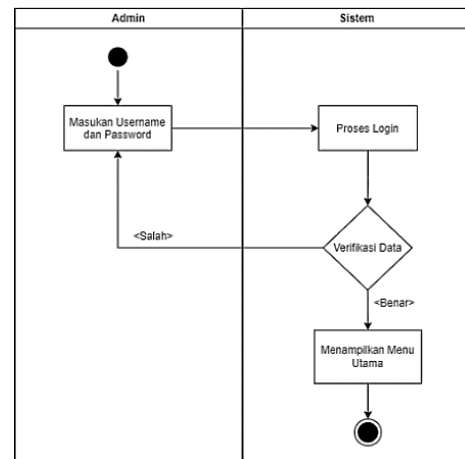 Admin
Sistem
Masukan Username
dan Password
Proses Login
<Salah>
Verifikasi Data
<Benar>
Menampilkan Menu
Utama